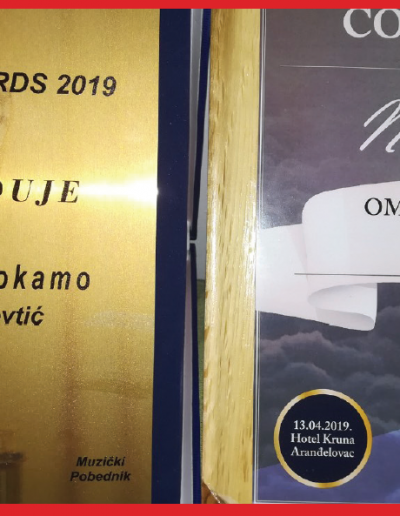 RDS 2019
DUJE
okamo
vtić
Muzički
Pobednik
CO
OM
13.04.2019.
Hotel Kruna
Aranđelovac